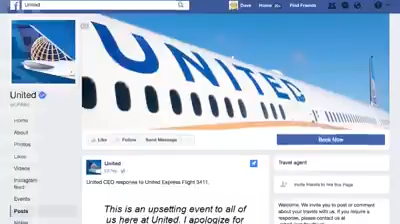 United
Dave
Home
Find Friends
UNITED
United
@United
Home
About
Photos
Likes
Videos
Instagram
Feed
Events
Posts
Like
Follow
Send Message
Book Now
United
United CEO response to United Express Flight 3411.
This is an upsetting event to all of
us here at United. I apologize for
Travel agent
Invite friends to like this Page
Welcome. We invite you to post or comment
about your travels with us. If you require a
response, please contact us at